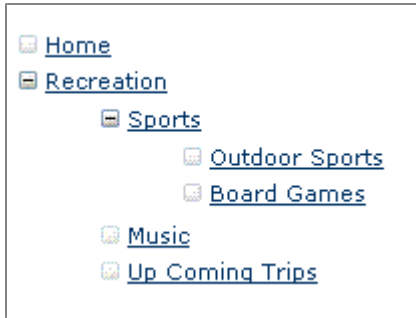 Home
Recreation
Sports
Outdoor Sports
Board Games
Music
Up Coming Trips